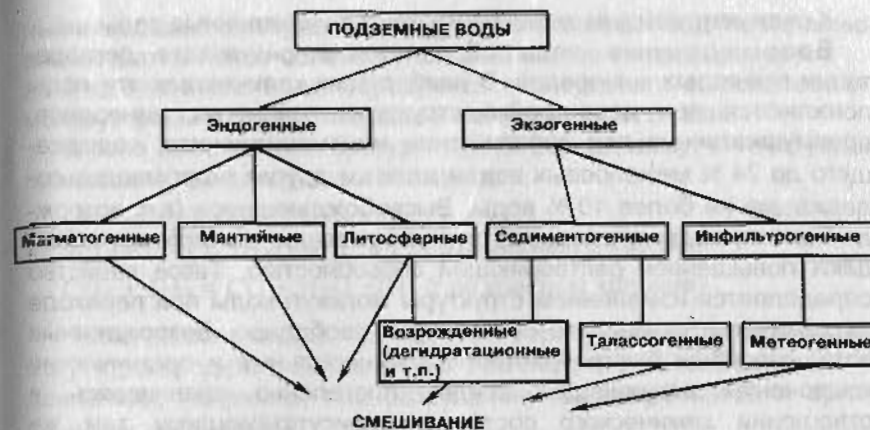 ПОДЗЕМНЫЕ ВОДЫ
Эндогенные Экзогенные
Магматогенные Мантийные Литосферные Седиментогенные Инфильтрогенные
Возрожденные
(дегидратационные
и т.п.)
Талассогенные Метеогенные
СМЕШИВАНИЕ